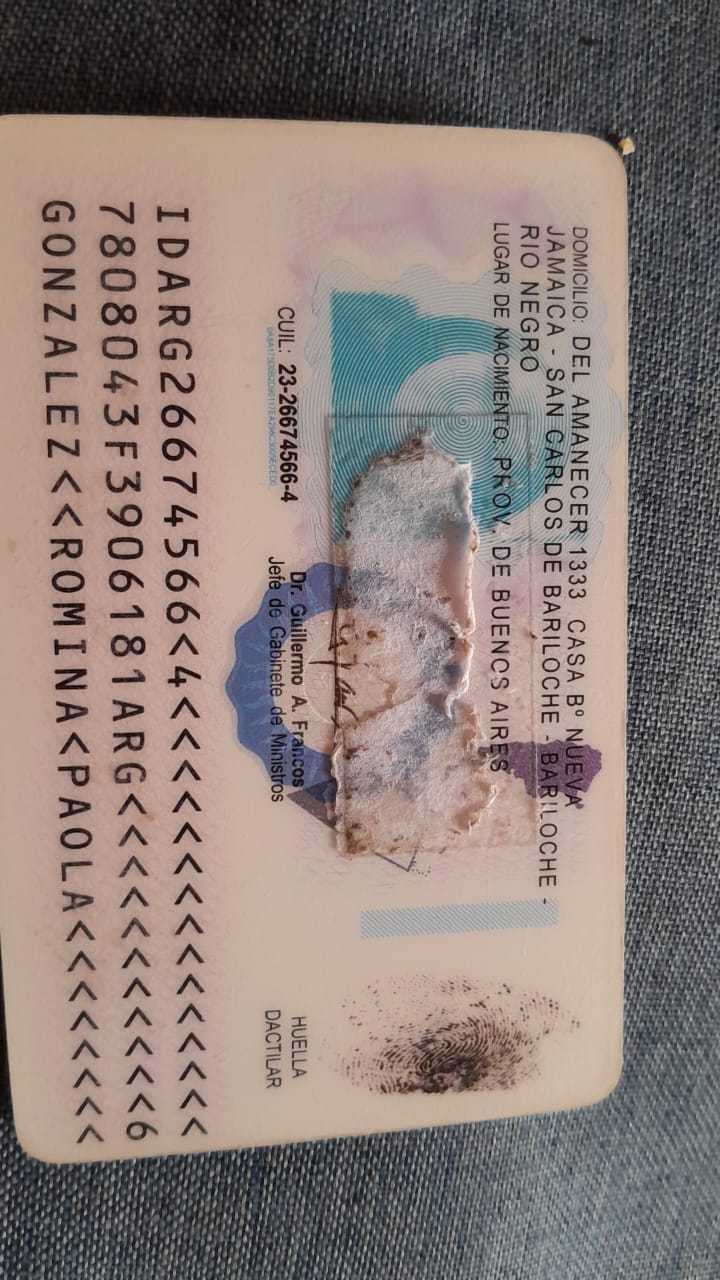 DOMICILIO: DEL AMANECER 1333 CASA Bº NUEVA
JAMAICA - SAN CARLOS DE BARILOCHE - BARILOCHE -
RIO NEGRO
LUGAR DE NACIMIENTO: PROV. DE BUENOS AIRES
CUIL: 23-26674566-4
Dr. Guillermo A. Francos
Jefe de Gabinete de Ministros
HUELLA
DACTILAR
IDARG26674566<4<<<<<<<<<<<<<<<
7808043F3906181ARG<<<<<<<<<<<6
GONZALEZ<<ROMINA<PAOLA<<<<<<<<